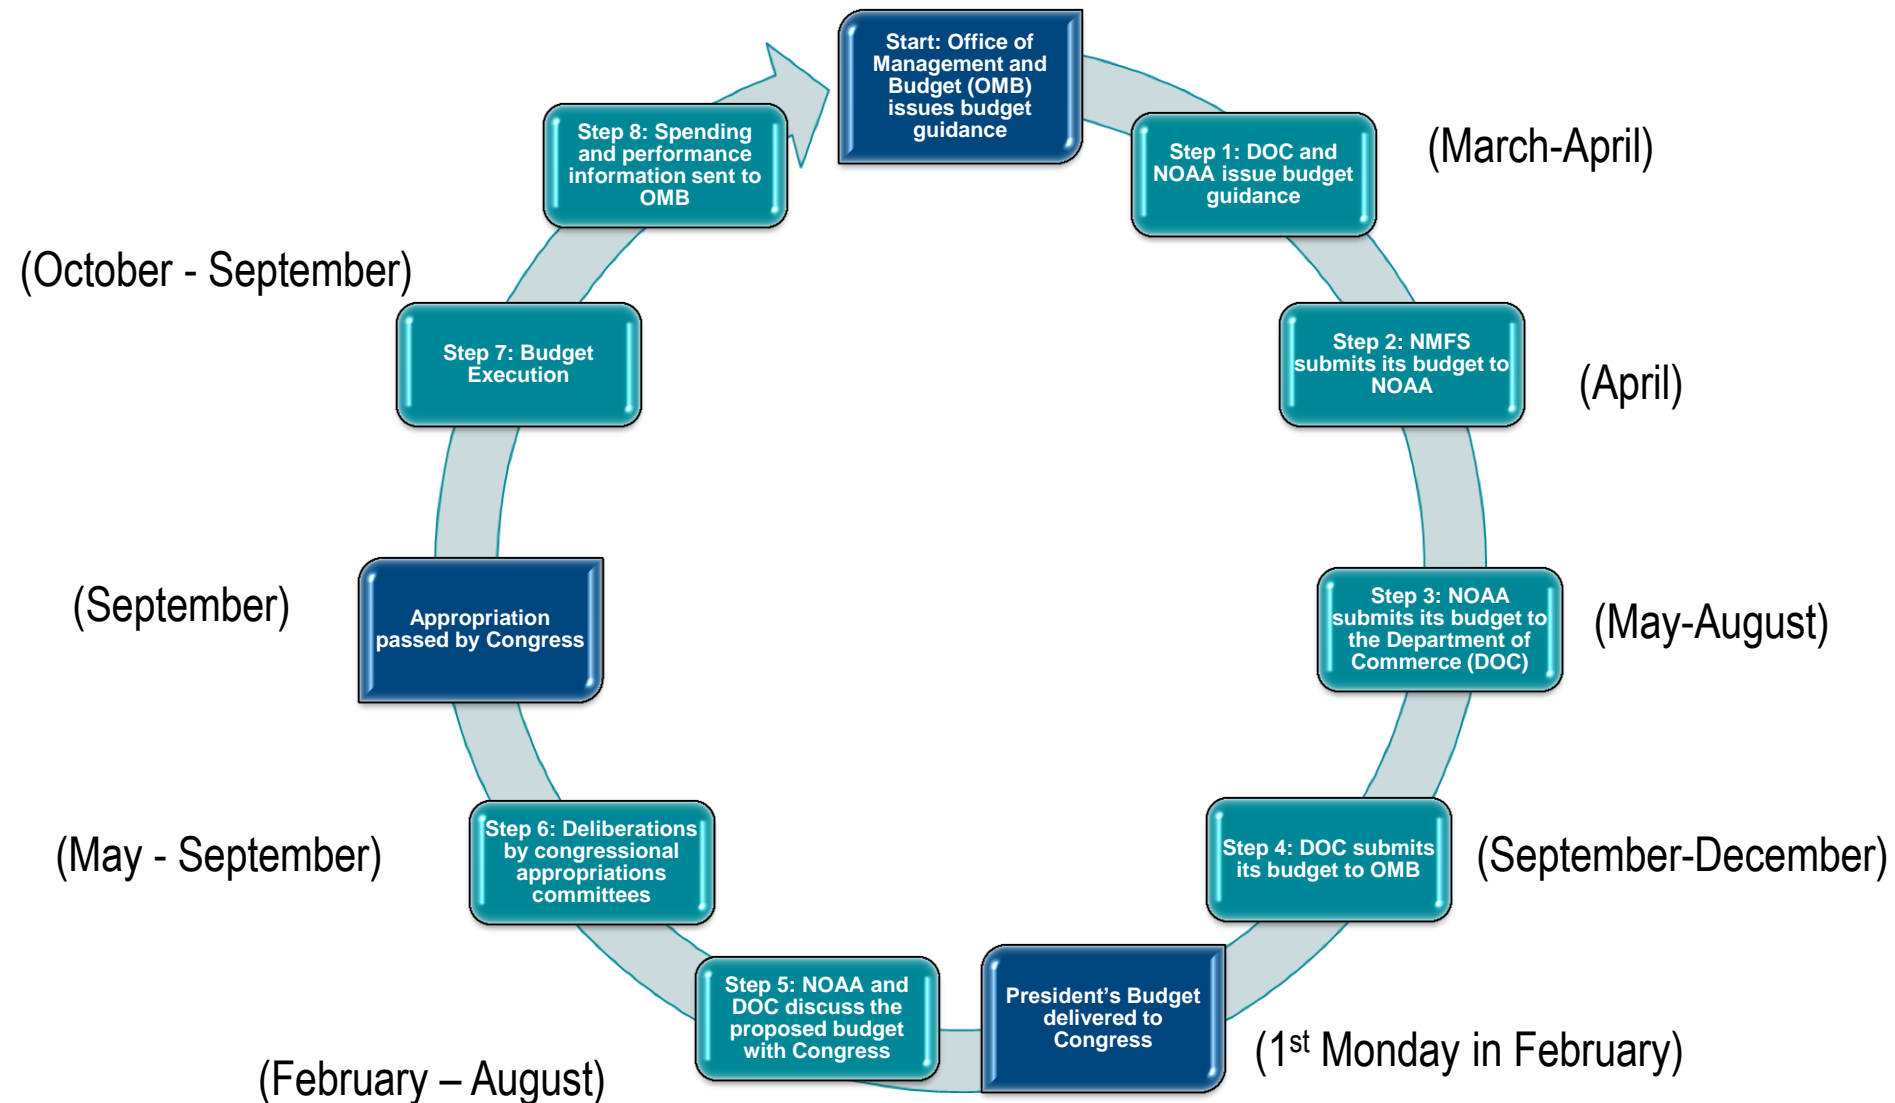 Start: Office of
Management and
Budget (OMB)
issues budget
guidance
Step 1: DOC and
NOAA issue budget
guidance
(March-April)
Step 2: NMFS
submits its budget to
NOAA
(April)
Step 3: NOAA
submits its budget to
the Department of
Commerce (DOC)
(May-August)
Step 4: DOC submits
its budget to OMB
(September-December)
President’s Budget
delivered to
Congress
(1st Monday in February)
Step 5: NOAA and
DOC discuss the
proposed budget
with Congress
(February – August)
Step 6: Deliberations
by congressional
appropriations
committees
(May - September)
Appropriation
passed by Congress
(September)
Step 7: Budget
Execution
(October - September)
Step 8: Spending
and performance
information sent to
OMB